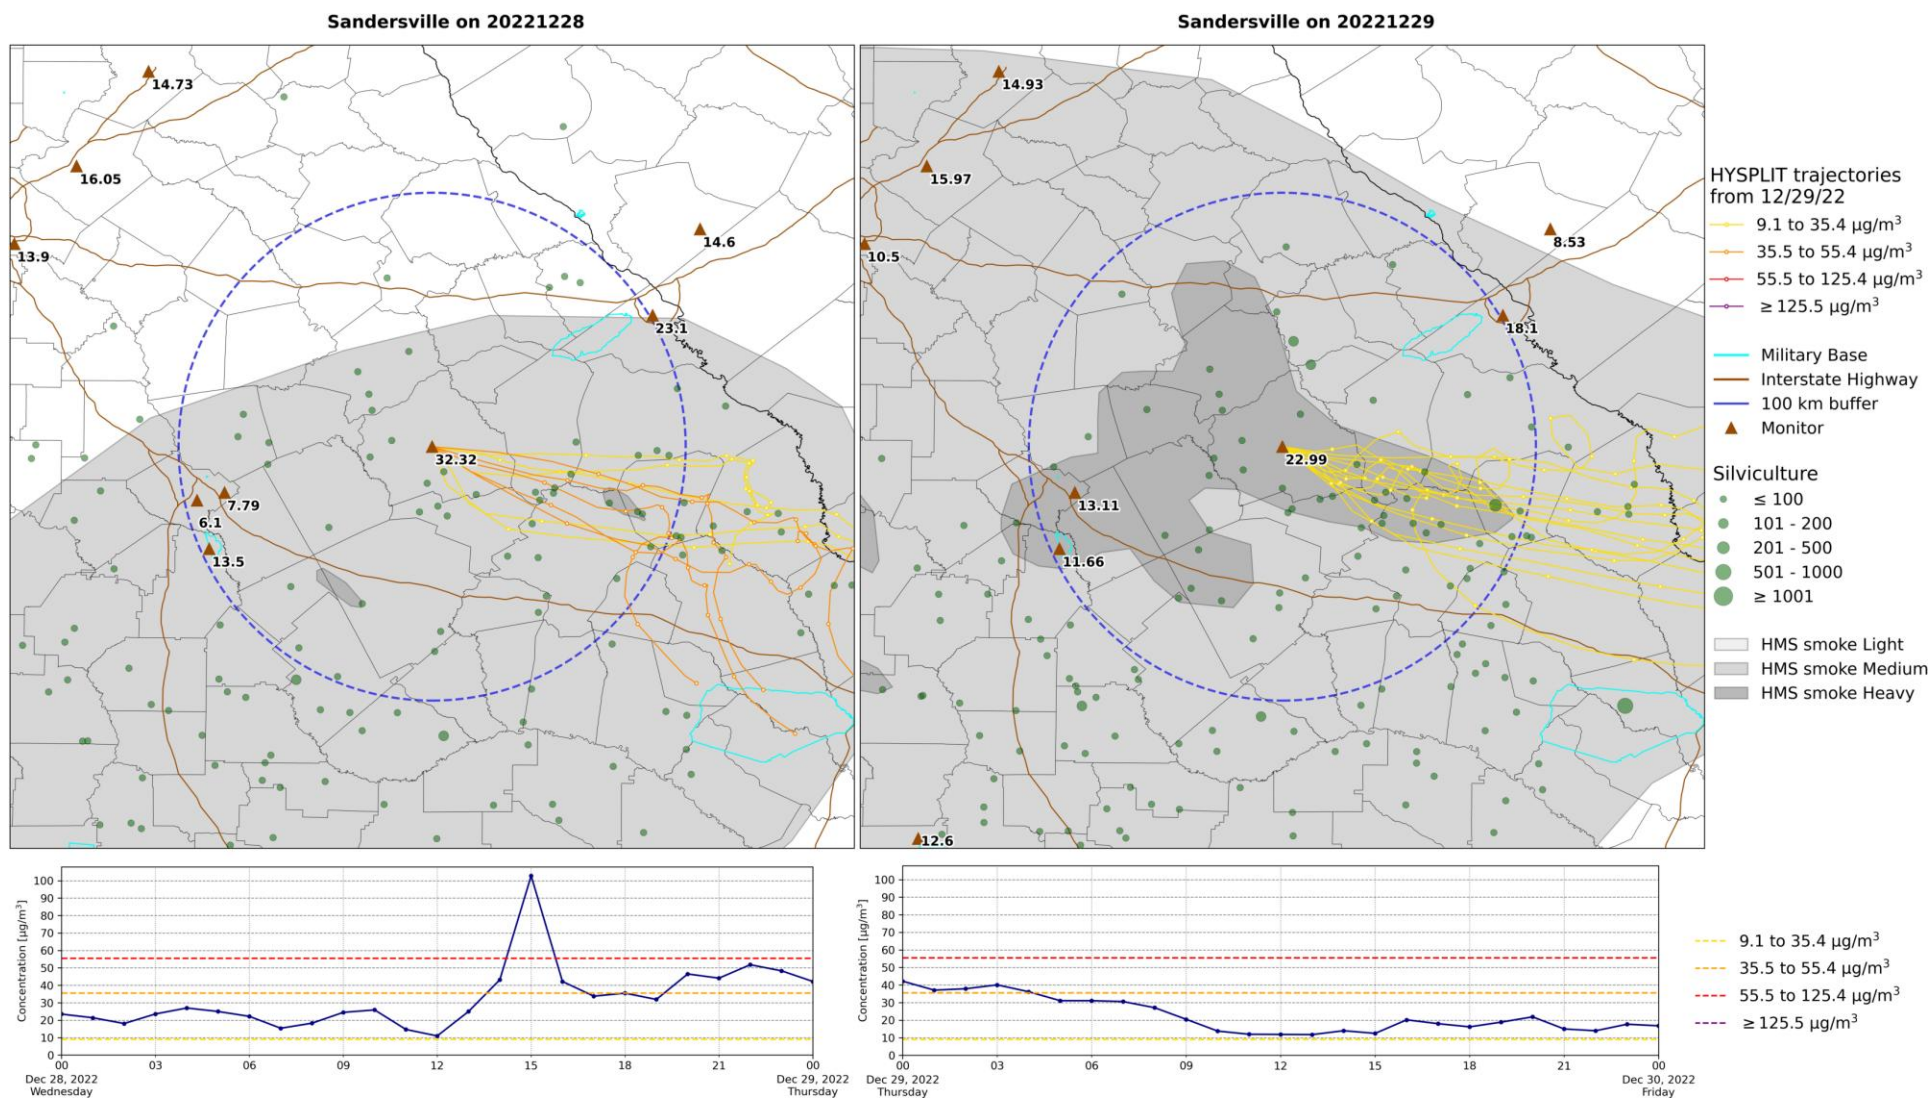 Sandersville on 20221228
14.73
16.05
13.9
14.6
23.1
32.32
7.79
6.1
13.5
Sandersville on 20221229
14.93
15.97
10.5
8.53
18.1
22.99
13.11
11.66
12.6
HYSPLIT trajectories
from 12/29/22
9.1 to 35.4 µg/m³
35.5 to 55.4 µg/m³
55.5 to 125.4 µg/m³
≥ 125.5 µg/m³
Military Base
Interstate Highway
100 km buffer
Monitor
Silviculture
≤ 100
101 - 200
201 - 500
501 - 1000
≥ 1001
HMS smoke Light
HMS smoke Medium
HMS smoke Heavy
Concentration [µg/m³]
100
90
80
70
60
50
40
30
20
10
0
00 03 06 09 12 15 18 21 00
Dec 28, 2022 Dec 29, 2022
Wednesday Thursday
Concentration [µg/m³]
100
90
80
70
60
50
40
30
20
10
0
00 03 06 09 12 15 18 21 00
Dec 29, 2022 Dec 30, 2022
Thursday Friday
9.1 to 35.4 µg/m³
35.5 to 55.4 µg/m³
55.5 to 125.4 µg/m³
≥ 125.5 µg/m³